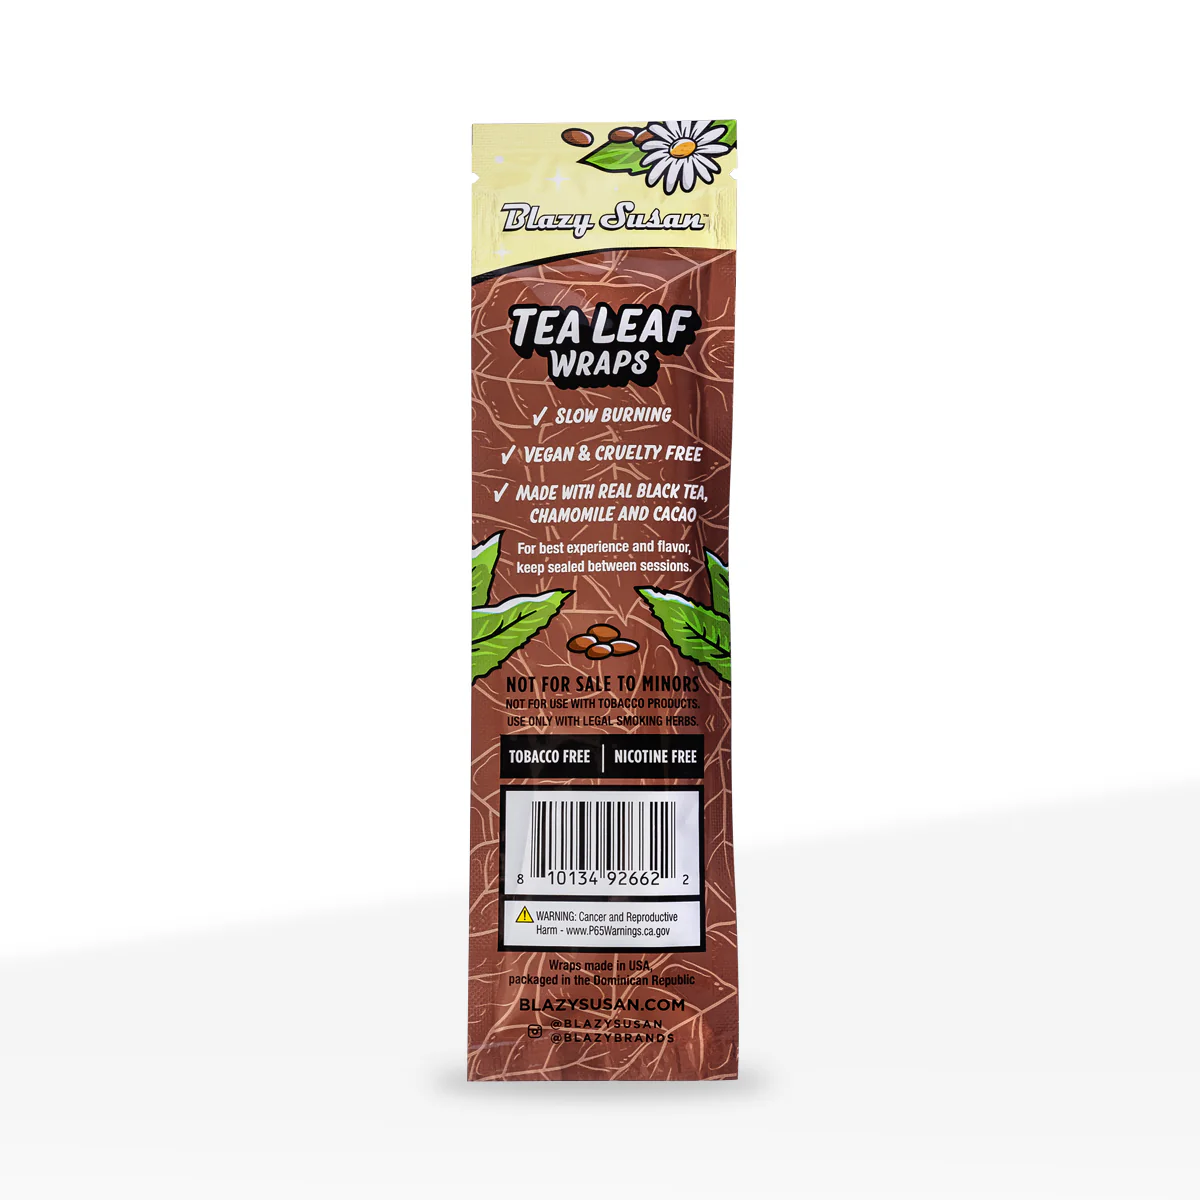 Blazy Susan™
TEA LEAF
WRAPS
✓ SLOW BURNING
✓ VEGAN & CRUELTY FREE
✓ MADE WITH REAL BLACK TEA,
CHAMOMILE AND CACAO
For best experience and flavor,
keep sealed between sessions.
NOT FOR SALE TO MINORS
NOT FOR USE WITH TOBACCO PRODUCTS.
USE ONLY WITH LEGAL SMOKING HERBS.
TOBACCO FREE | NICOTINE FREE
8 10134 92662 2
WARNING: Cancer and Reproductive
Harm - www.P65Warnings.ca.gov
Wraps made in USA,
packaged in the Dominican Republic
BLAZYSUSAN.COM
@BLAZYSUSAN
@BLAZYBRANDS